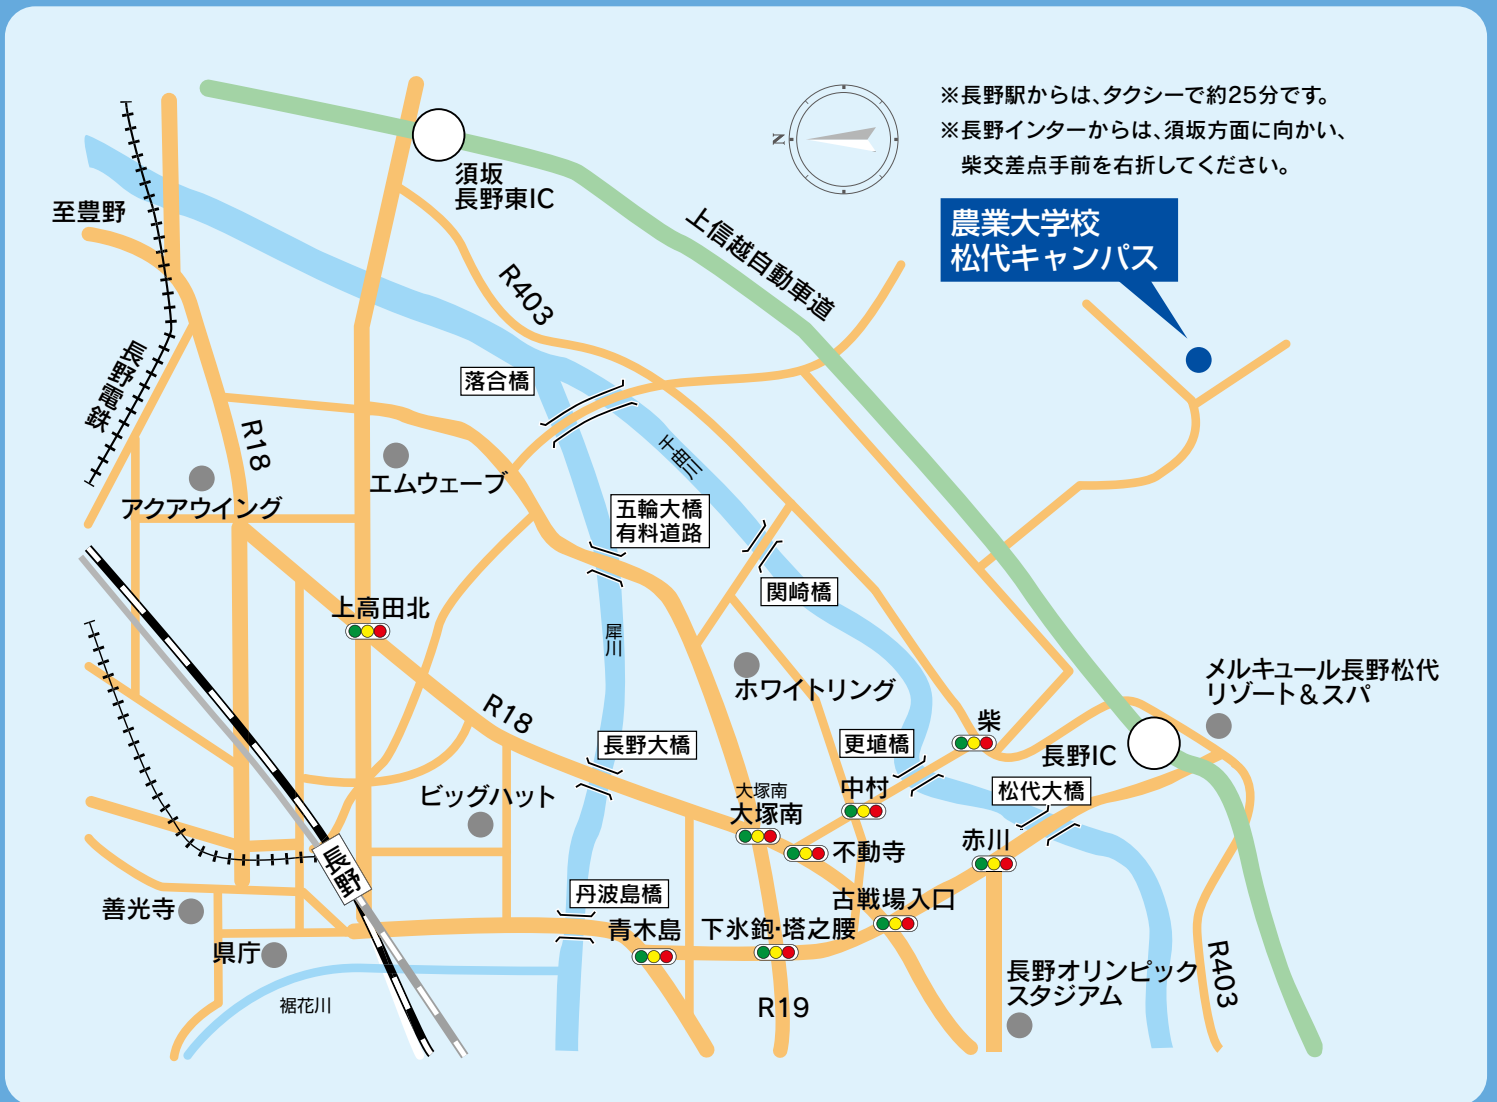 ※長野駅からは、タクシーで約25分です。
※長野インターからは、須坂方面に向かい、
柴交差点手前を右折してください。
N
須坂
長野東IC
至豊野
農業大学校
松代キャンパス
上信越自動車道
R403
長野電鉄
落合橋
R18
千曲川
エムウェーブ
アクアウイング
五輪大橋
有料道路
関崎橋
上高田北
犀川
メルキュール長野松代
リゾート＆スパ
ホワイトリング
R18
柴
長野大橋
更埴橋
長野IC
中村
松代大橋
ビッグハット
大塚南
大塚南
赤川
不動寺
長野
丹波島橋
古戦場入口
善光寺
青木島
下氷鉋・塔之腰
県庁
長野オリンピック
スタジアム
R403
裾花川
R19